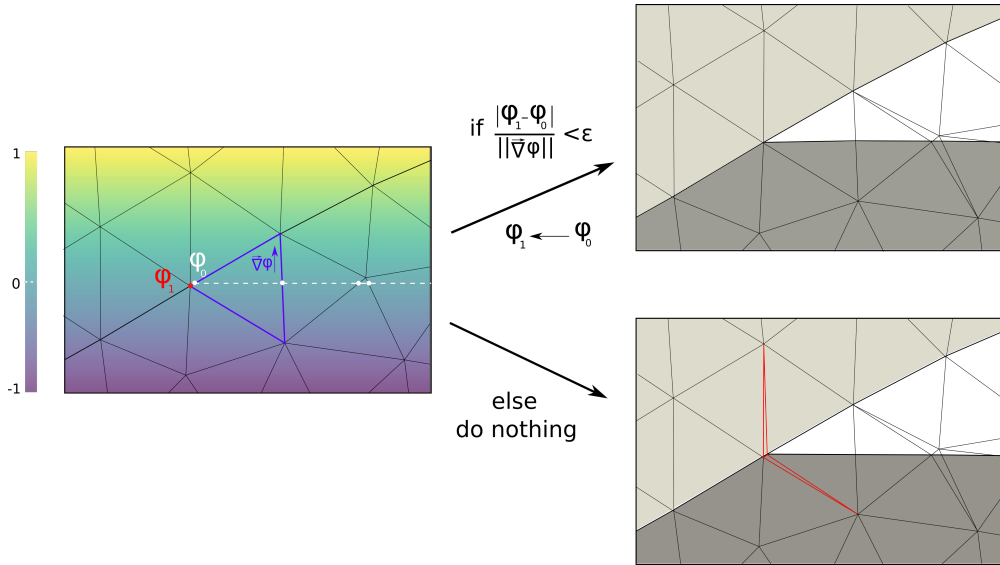 if |φ₁-φ₀| / ||∇⃗φ|| <ε
φ₁ ← φ₀
1
0
-1
φ₀
φ₁
∇⃗φ
else
do nothing